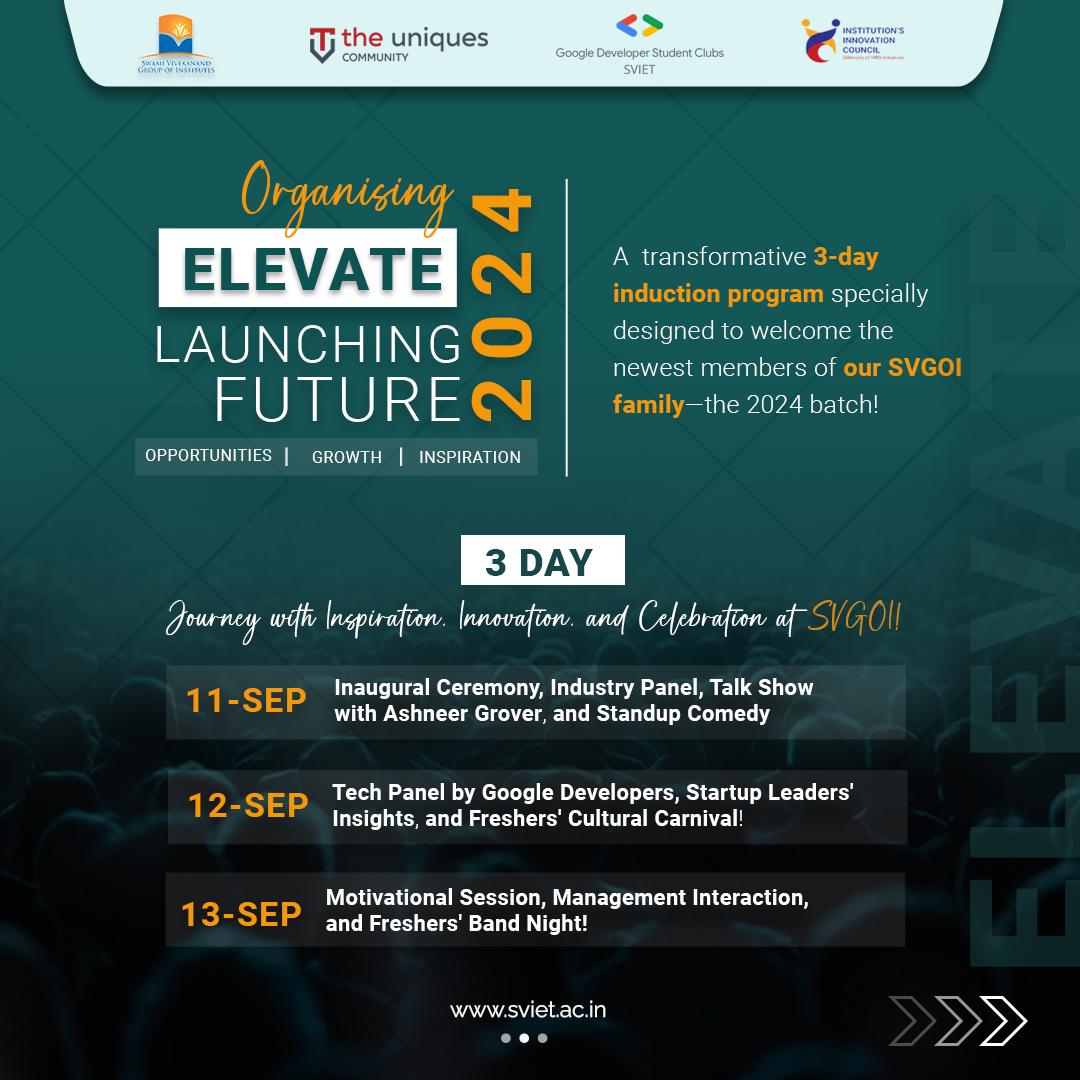 SWAMI VIVEKANAND
GROUP OF INSTITUTES
the uniques
COMMUNITY
Google Developer Student Clubs
SVIET
INSTITUTION'S
INNOVATION
COUNCIL
(Ministry of HRD Initiative)
Organising
ELEVATE
LAUNCHING
FUTURE
2024
OPPORTUNITIES | GROWTH | INSPIRATION
A transformative 3-day
induction program specially
designed to welcome the
newest members of our SVGOI
family—the 2024 batch!
ELEVATE
3 DAY
Journey with Inspiration. Innovation. and Celebration at SVGOI!
11-SEP
Inaugural Ceremony, Industry Panel, Talk Show
with Ashneer Grover, and Standup Comedy
12-SEP
Tech Panel by Google Developers, Startup Leaders'
Insights, and Freshers' Cultural Carnival!
13-SEP
Motivational Session, Management Interaction,
and Freshers' Band Night!
www.sviet.ac.in